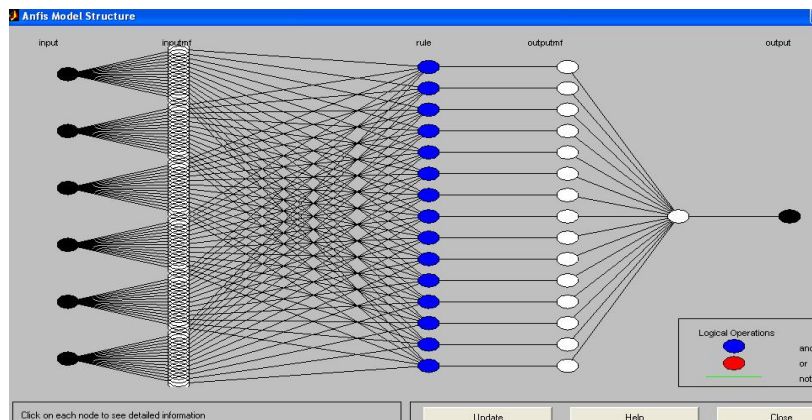 Anfis Model Structure
input inputmf rule outputmf output
Logical Operations
and
or
not
Click on each node to see detailed information
Update Help Close